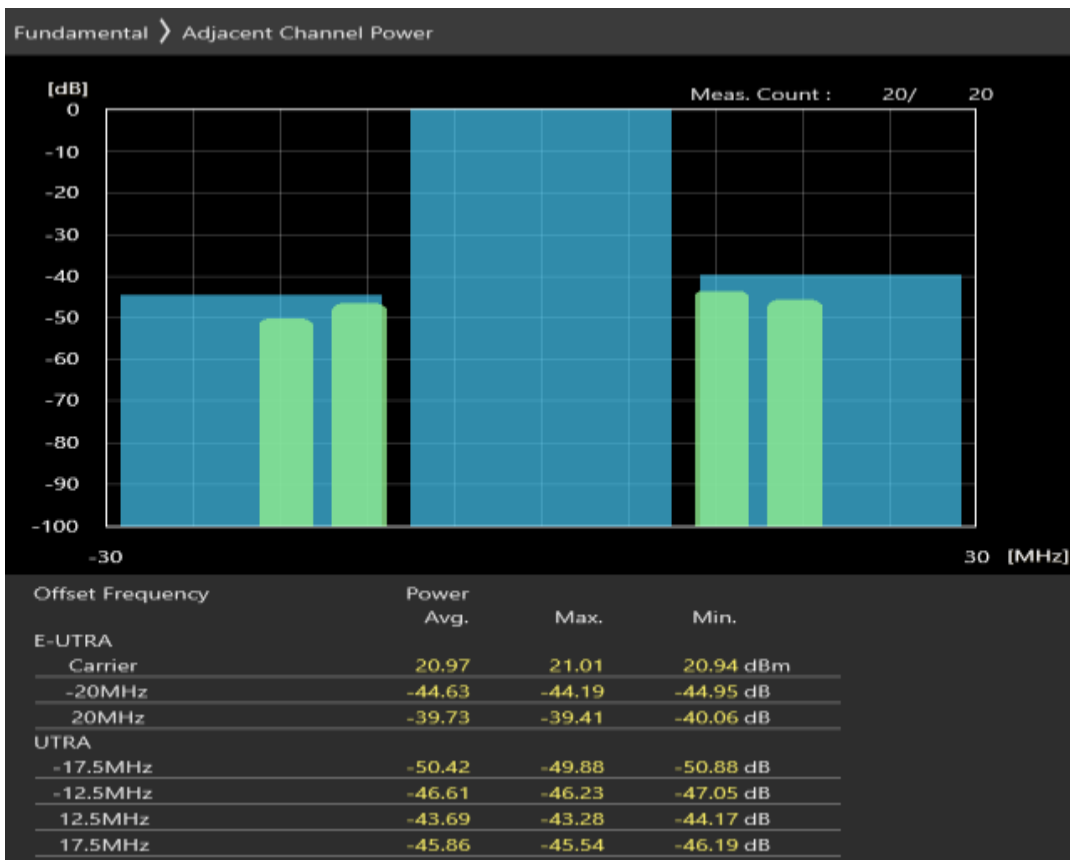 Fundamental 〉 Adjacent Channel Power
[dB]
Meas. Count : 20/ 20
0
-10
-20
-30
-40
-50
-60
-70
-80
-90
-100
-30 30 [MHz]
Offset Frequency Power
Avg. Max. Min.
E-UTRA
Carrier 20.97 21.01 20.94 dBm
-20MHz -44.63 -44.19 -44.95 dB
20MHz -39.73 -39.41 -40.06 dB
UTRA
-17.5MHz -50.42 -49.88 -50.88 dB
-12.5MHz -46.61 -46.23 -47.05 dB
12.5MHz -43.69 -43.28 -44.17 dB
17.5MHz -45.86 -45.54 -46.19 dB